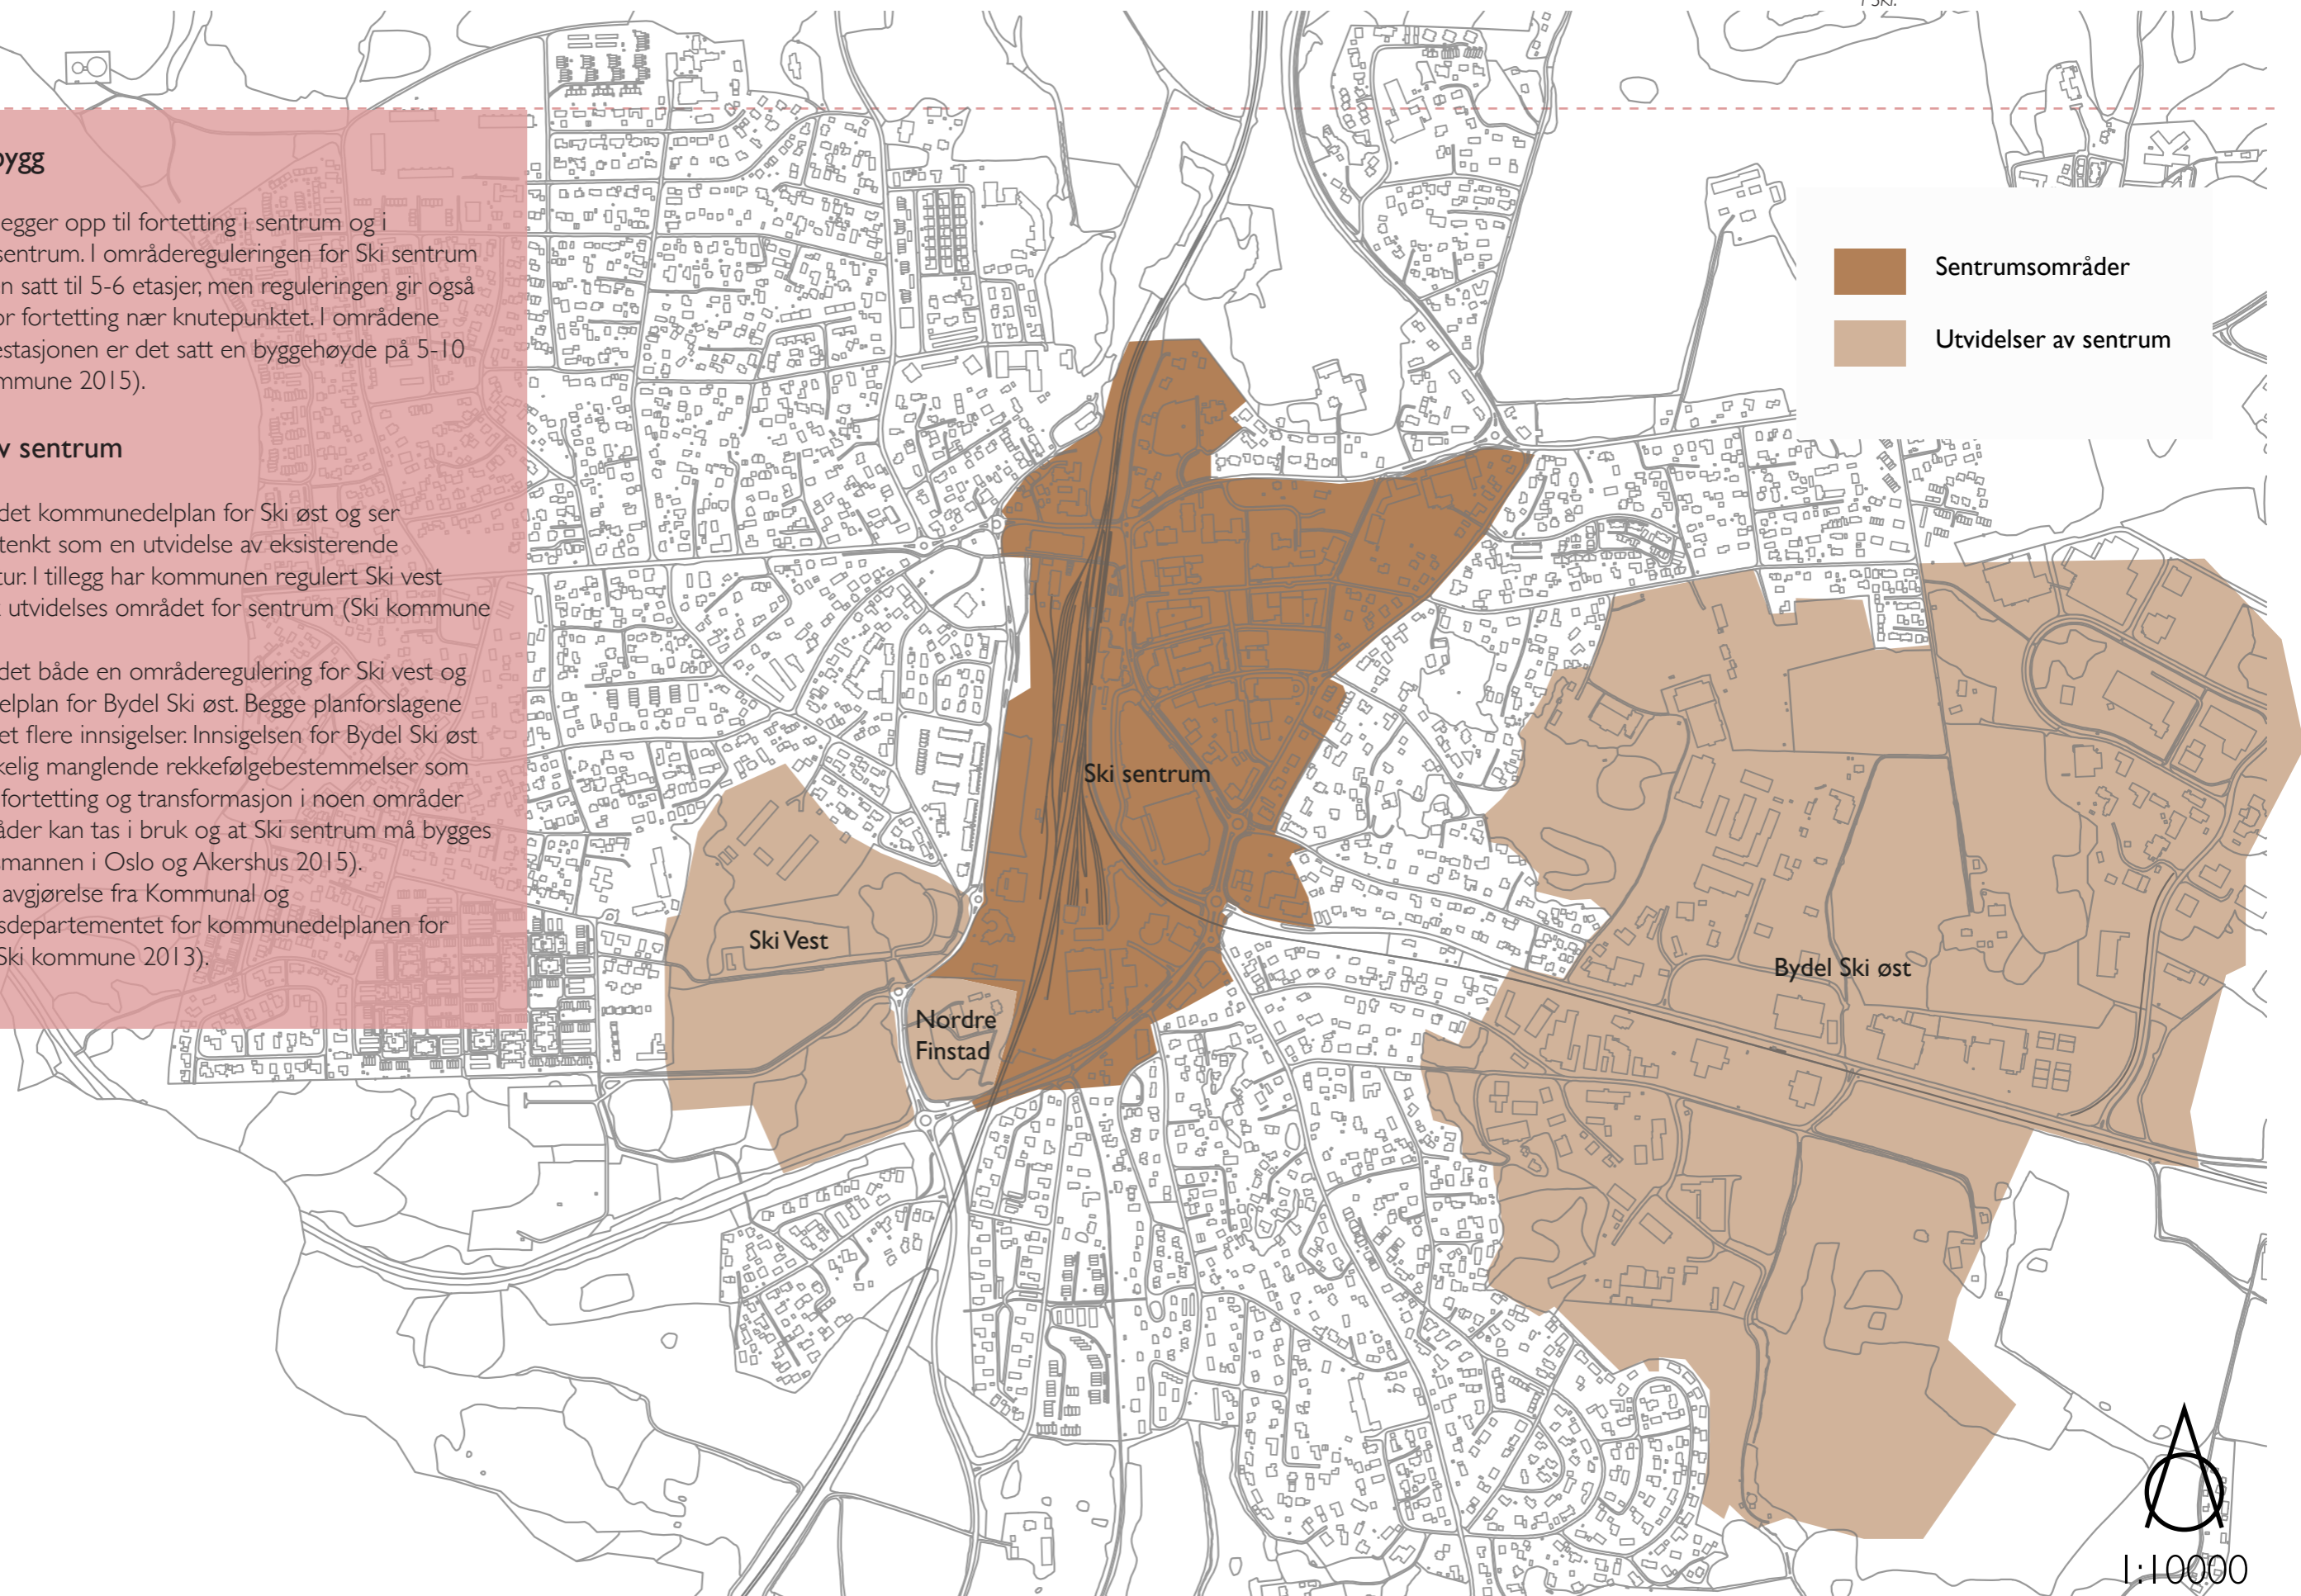 i Ski.
bygg
legger opp til fortetting i sentrum og i
sentrum. I områdereguleringen for Ski sentrum
n satt til 5-6 etasjer, men reguleringen gir også
or fortetting nær knutepunktet. I områdene
estasjonen er det satt en byggehøyde på 5-10
mmune 2015).
v sentrum
det kommunedelplan for Ski øst og ser
tenkt som en utvidelse av eksisterende
tur. I tillegg har kommunen regulert Ski vest
utvidelses området for sentrum (Ski kommune
det både en områderegulering for Ski vest og
elplan for Bydel Ski øst. Begge planforslagene
et flere innsigelser. Innsigelsen for Bydel Ski øst
kelig manglende rekkefølgebestemmelser som
fortetting og transformasjon i noen områder
åder kan tas i bruk og at Ski sentrum må bygges
smannen i Oslo og Akershus 2015).
avgjørelse fra Kommunal og
sdepartementet for kommunedelplanen for
Ski kommune 2013).
Sentrumsområder
Utvidelser av sentrum
Ski sentrum
Ski Vest
Nordre
Finstad
Bydel Ski øst
1:10000